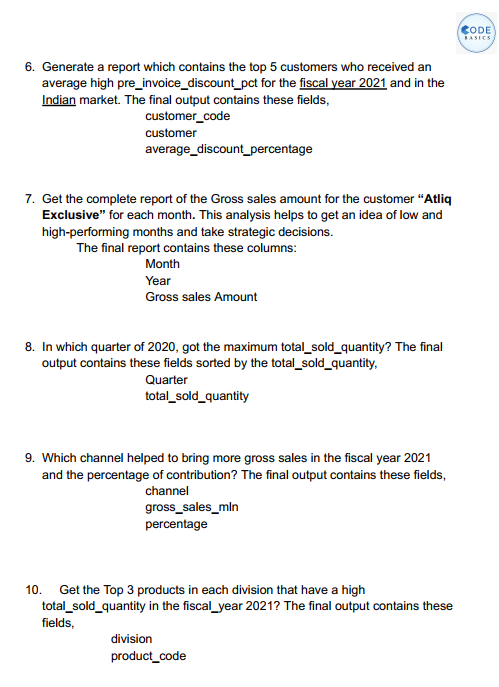 CODE
BASICS
6. Generate a report which contains the top 5 customers who received an
average high pre_invoice_discount_pct for the fiscal year 2021 and in the
Indian market. The final output contains these fields,
customer_code
customer
average_discount_percentage
7. Get the complete report of the Gross sales amount for the customer “Atliq
Exclusive” for each month. This analysis helps to get an idea of low and
high-performing months and take strategic decisions.
The final report contains these columns:
Month
Year
Gross sales Amount
8. In which quarter of 2020, got the maximum total_sold_quantity? The final
output contains these fields sorted by the total_sold_quantity,
Quarter
total_sold_quantity
9. Which channel helped to bring more gross sales in the fiscal year 2021
and the percentage of contribution? The final output contains these fields,
channel
gross_sales_mln
percentage
10. Get the Top 3 products in each division that have a high
total_sold_quantity in the fiscal_year 2021? The final output contains these
fields,
division
product_code